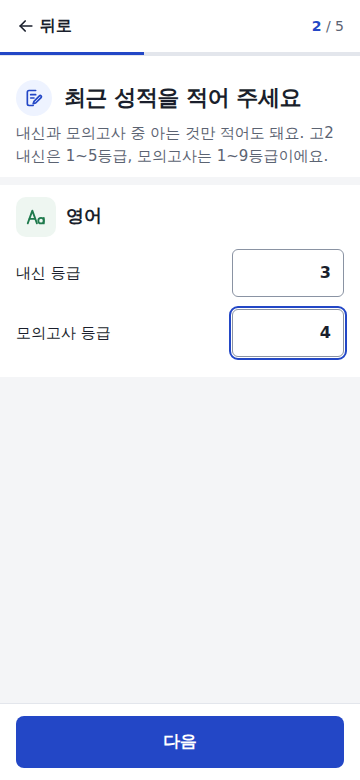 뒤로
2 / 5
최근 성적을 적어 주세요
내신과 모의고사 중 아는 것만 적어도 돼요. 고2
내신은 1~5등급, 모의고사는 1~9등급이에요.
Aa
영어
내신 등급
3
모의고사 등급
4
다음